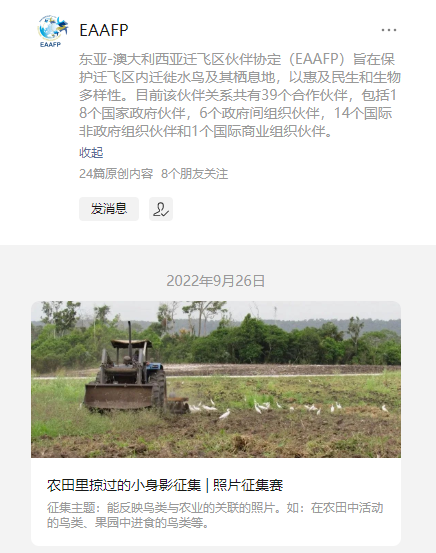 EAAFP
EAAFP
东亚-澳大利西亚迁飞区伙伴协定（EAAFP）旨在保
护迁飞区内迁徙水鸟及其栖息地，以惠及民生和生物
多样性。目前该伙伴关系共有39个合作伙伴，包括1
8个国家政府伙伴，6个政府间组织伙伴，14个国际
非政府组织伙伴和1个国际商业组织伙伴。
收起
24篇原创内容 8个朋友关注
发消息
2022年9月26日
农田里掠过的小身影征集 | 照片征集赛
征集主题：能反映鸟类与农业的关联的照片。如：在农田中活动
的鸟类、果园中进食的鸟类等。